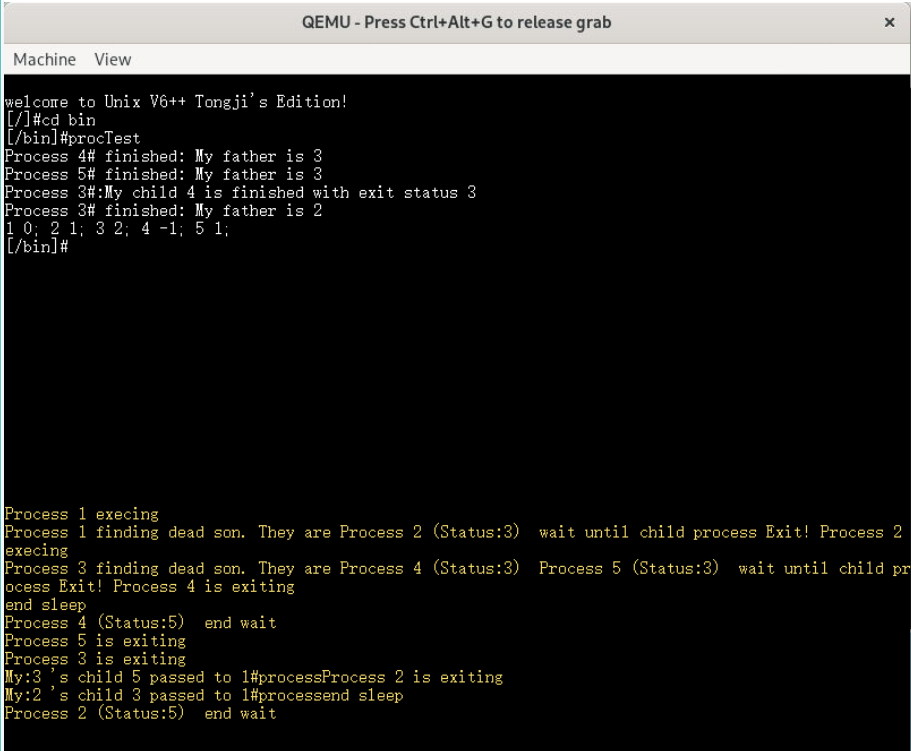 QEMU - Press Ctrl+Alt+G to release grab ×
Machine View
welcome to Unix V6++ Tongji's Edition!
[/]#cd bin
[/bin]#procTest
Process 4# finished: My father is 3
Process 5# finished: My father is 3
Process 3#:My child 4 is finished with exit status 3
Process 3# finished: My father is 2
1 0; 2 1; 3 2; 4 -1; 5 1;
[/bin]#
Process 1 execing
Process 1 finding dead son. They are Process 2 (Status:3)  wait until child process Exit! Process 2
execing
Process 3 finding dead son. They are Process 4 (Status:3)  Process 5 (Status:3)  wait until child pr
ocess Exit! Process 4 is exiting
end sleep
Process 4 (Status:5)  end wait
Process 5 is exiting
Process 3 is exiting
My:3 's child 5 passed to 1#processProcess 2 is exiting
My:2 's child 3 passed to 1#processend sleep
Process 2 (Status:5)  end wait